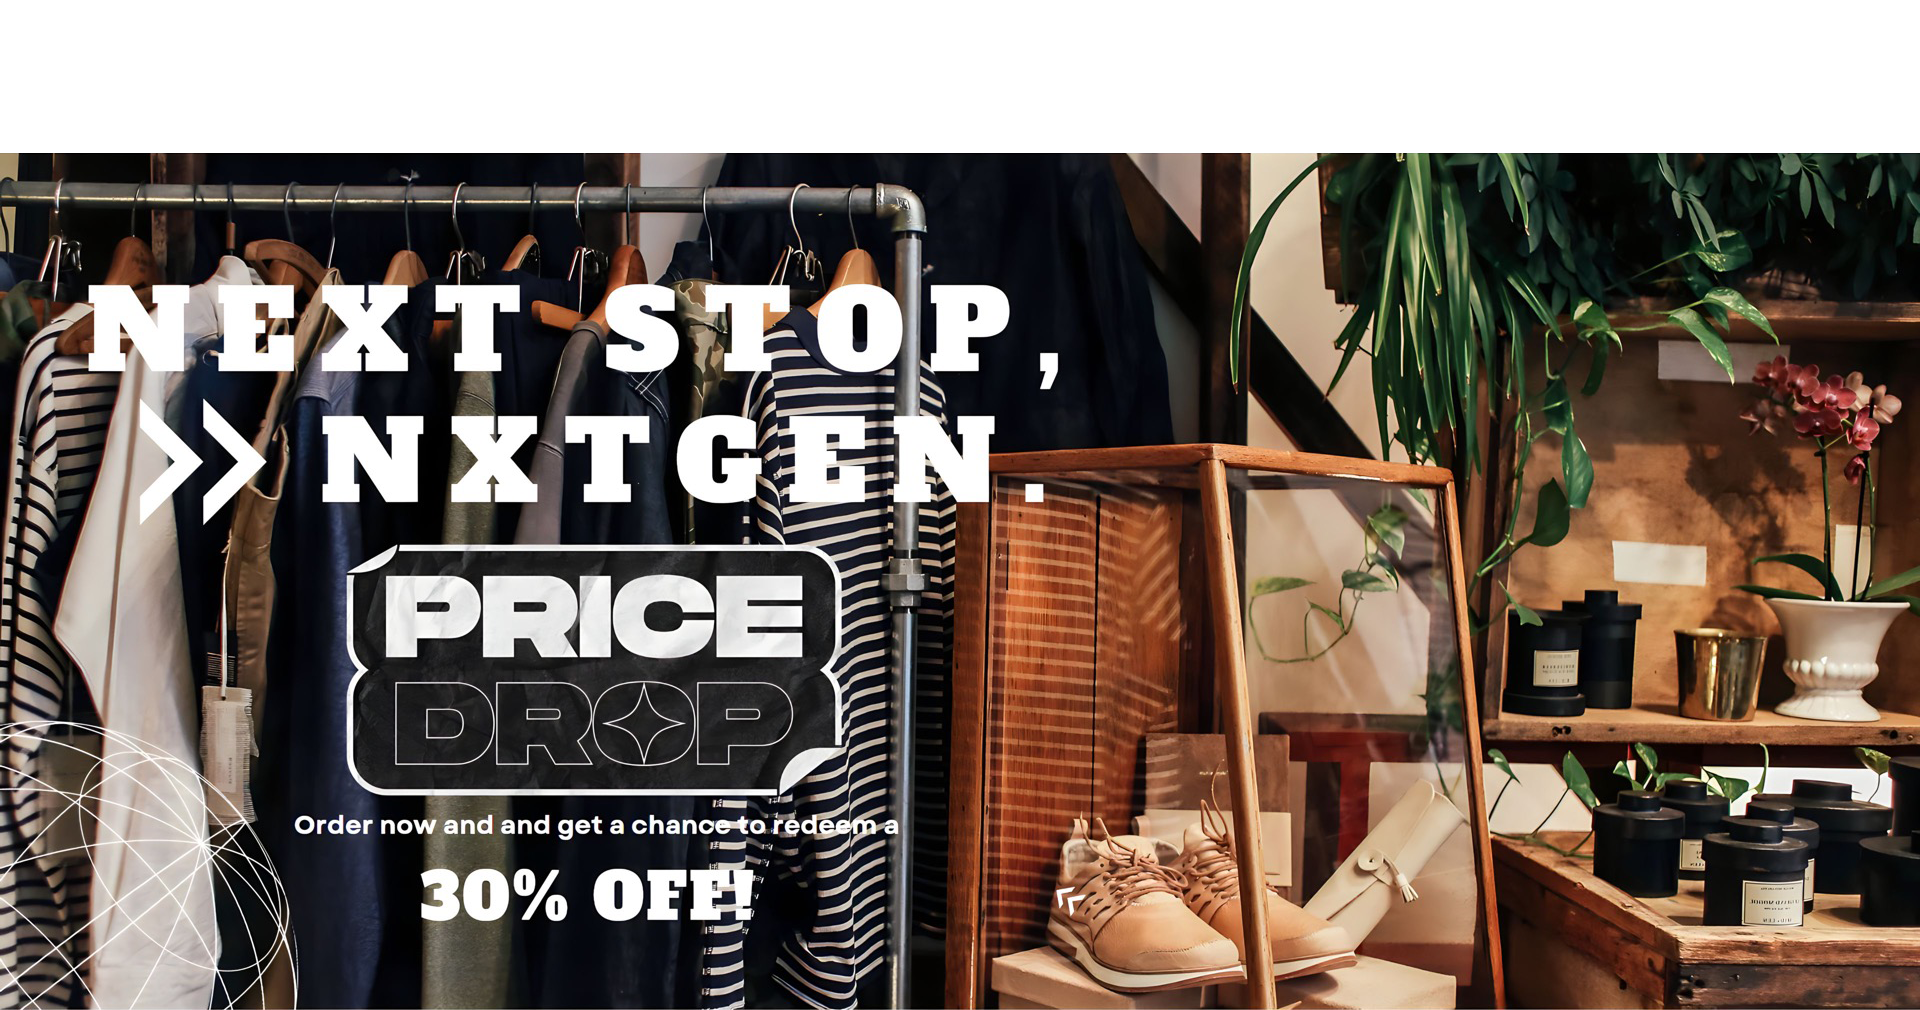 NEXT STOP,
NXTGEN.
PRICE
DROP
Order now and and get a chance to redeem a
30% OFF!